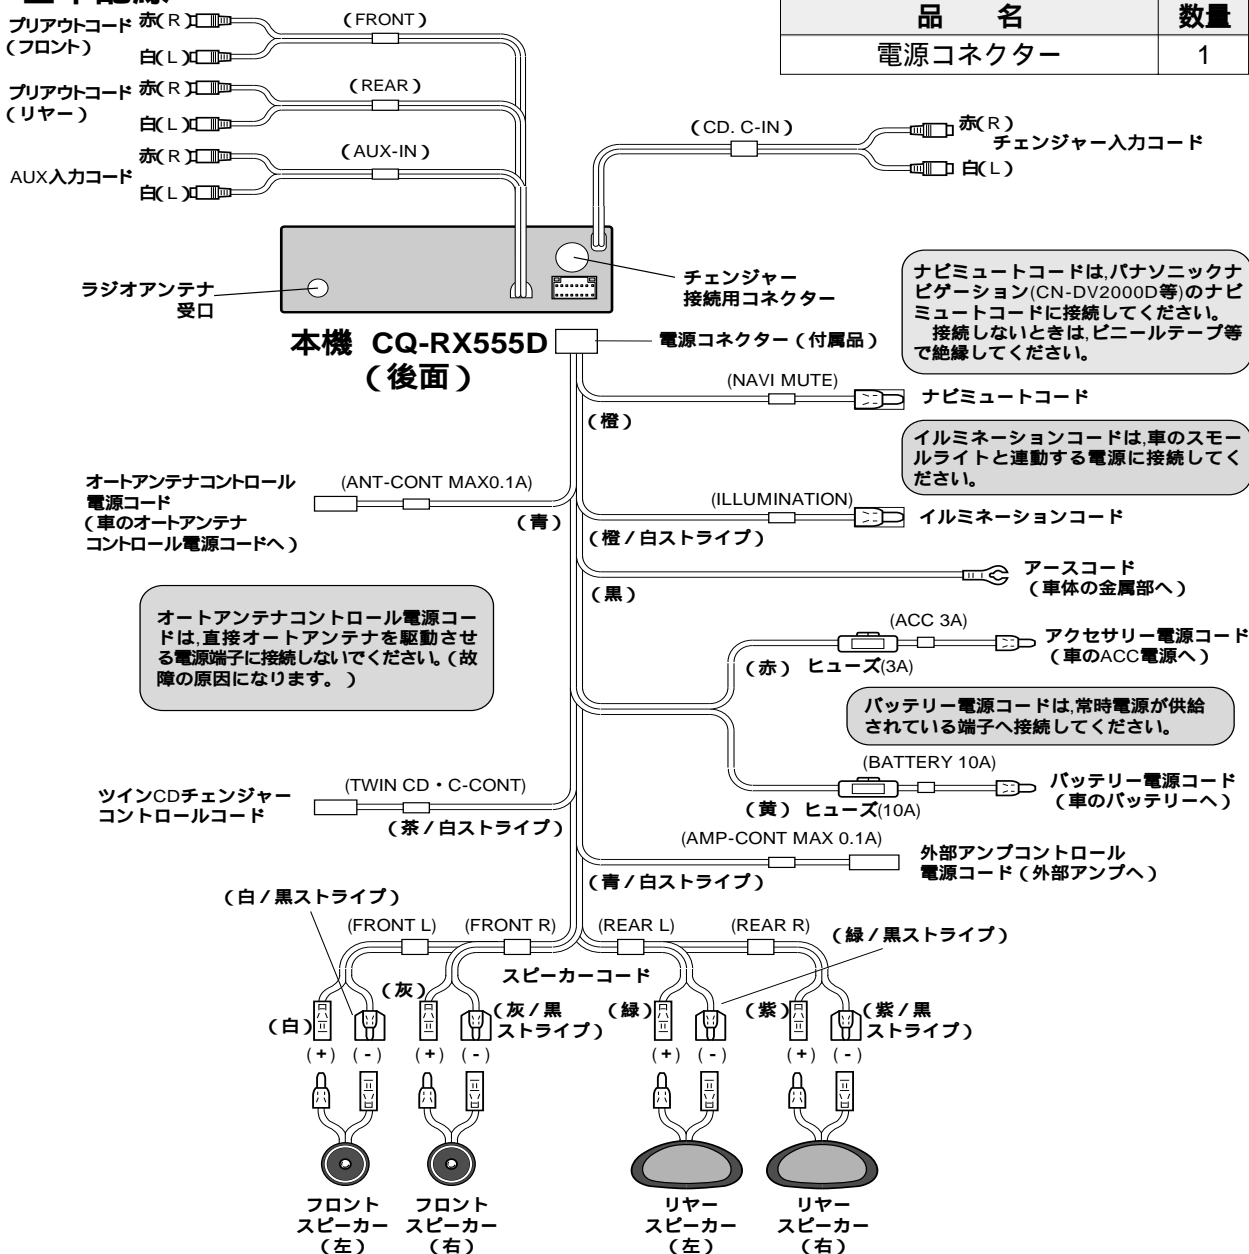 品　名　数量
電源コネクター　1
プリアウトコード
（フロント）
赤(R)
白(L)
（FRONT）
プリアウトコード
（リヤー）
赤(R)
白(L)
（REAR）
AUX入力コード
赤(R)
白(L)
（AUX-IN）
（CD. C-IN）
赤(R)
チェンジャー入力コード
白(L)
ラジオアンテナ
受口
チェンジャー
接続用コネクター
本機 CQ-RX555D
（後面）
電源コネクター（付属品）
ナビミュートコードは,パナソニックナ
ビゲーション(CN-DV2000D等)のナビ
ミュートコードに接続してください。
接続しないときは,ビニールテープ等
で絶縁してください。
(NAVI MUTE)
ナビミュートコード
（橙）
イルミネーションコードは,車のスモー
ルライトと連動する電源に接続してく
ださい。
オートアンテナコントロール
電源コード
（車のオートアンテナ
コントロール電源コードへ）
(ANT-CONT MAX0.1A)
（青）
(ILLUMINATION)
イルミネーションコード
（橙/白ストライプ）
アースコード
（車体の金属部へ）
（黒）
オートアンテナコントロール電源コー
ドは,直接オートアンテナを駆動させ
る電源端子に接続しないでください。（故
障の原因になります。）
(ACC 3A)
アクセサリー電源コード
（車のACC電源へ）
（赤）
ヒューズ(3A)
バッテリー電源コードは,常時電源が供給
されている端子へ接続してください。
(BATTERY 10A)
バッテリー電源コード
（車のバッテリーへ）
（黄）
ヒューズ(10A)
ツインCDチェンジャー
コントロールコード
(TWIN CD・C-CONT)
（茶/白ストライプ）
(AMP-CONT MAX 0.1A)
外部アンプコントロール
電源コード（外部アンプへ）
（青/白ストライプ）
（白/黒ストライプ）
(FRONT L)
(FRONT R)
(REAR L)
(REAR R)
（緑/黒ストライプ）
スピーカーコード
（白）
（灰）
（灰/黒
ストライプ）
（緑）
（紫）
（紫/黒
ストライプ）
(+) (-) (+) (-) (+) (-) (+) (-)
フロント
スピーカー
（左）
フロント
スピーカー
（右）
リヤー
スピーカー
（左）
リヤー
スピーカー
（右）